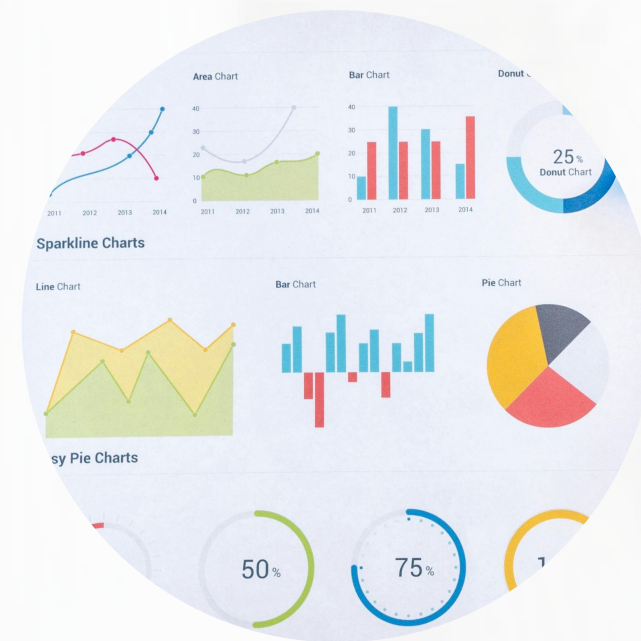 Area Chart
Bar Chart
Donut
40
30
20
10
0
2011 2012 2013 2014
40
30
20
10
0
2011 2012 2013 2014
2011 2012 2013 2014
25%
Donut Chart
Sparkline Charts
Line Chart
Bar Chart
Pie Chart
sy Pie Charts
50%
75%